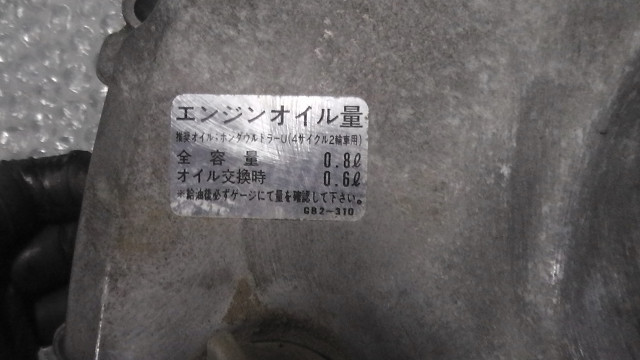 エンジンオイル量
推奨オイル:ホンダウルトラーU(4サイクル2輪車用)
全容量 0.8ℓ
オイル交換時 0.6ℓ
※給油後必ずゲージにて量を確認して下さい。
GB2-310